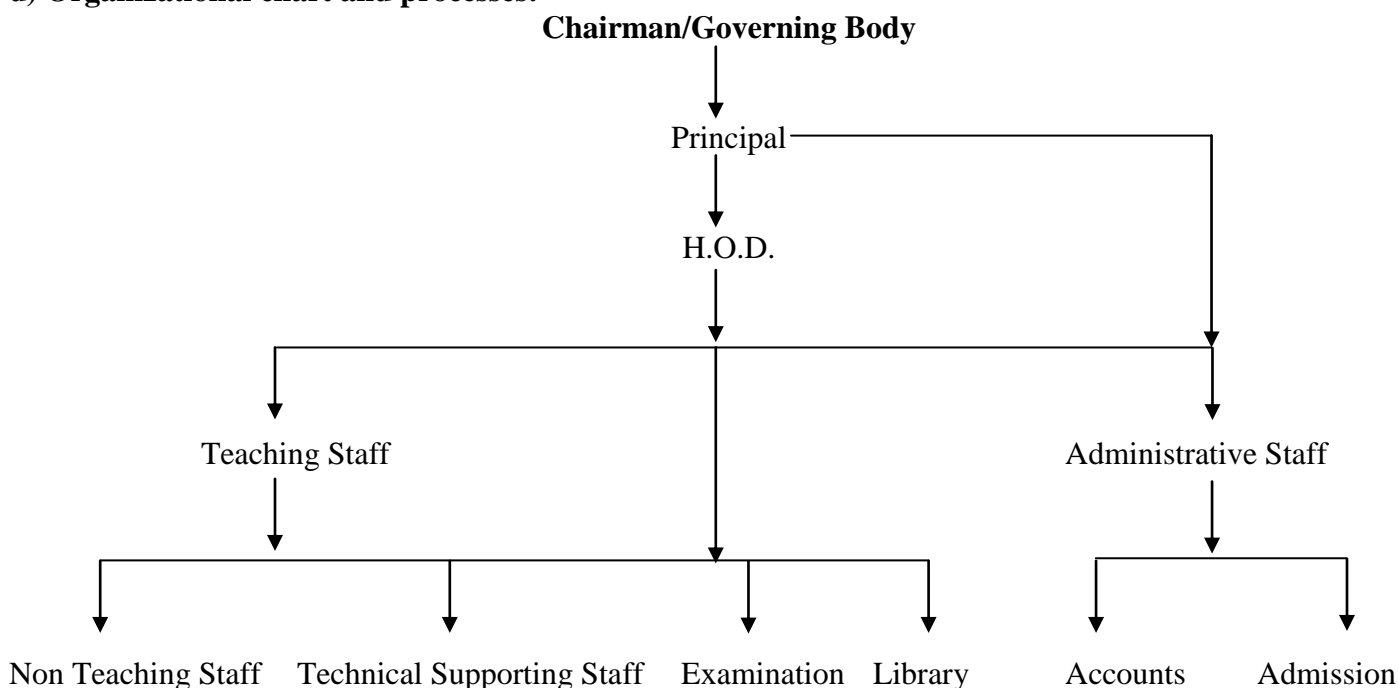 d) Organizational chart and processes:
Chairman/Governing Body
Principal
H.O.D.
Teaching Staff
Administrative Staff
Non Teaching Staff
Technical Supporting Staff
Examination
Library
Accounts
Admission